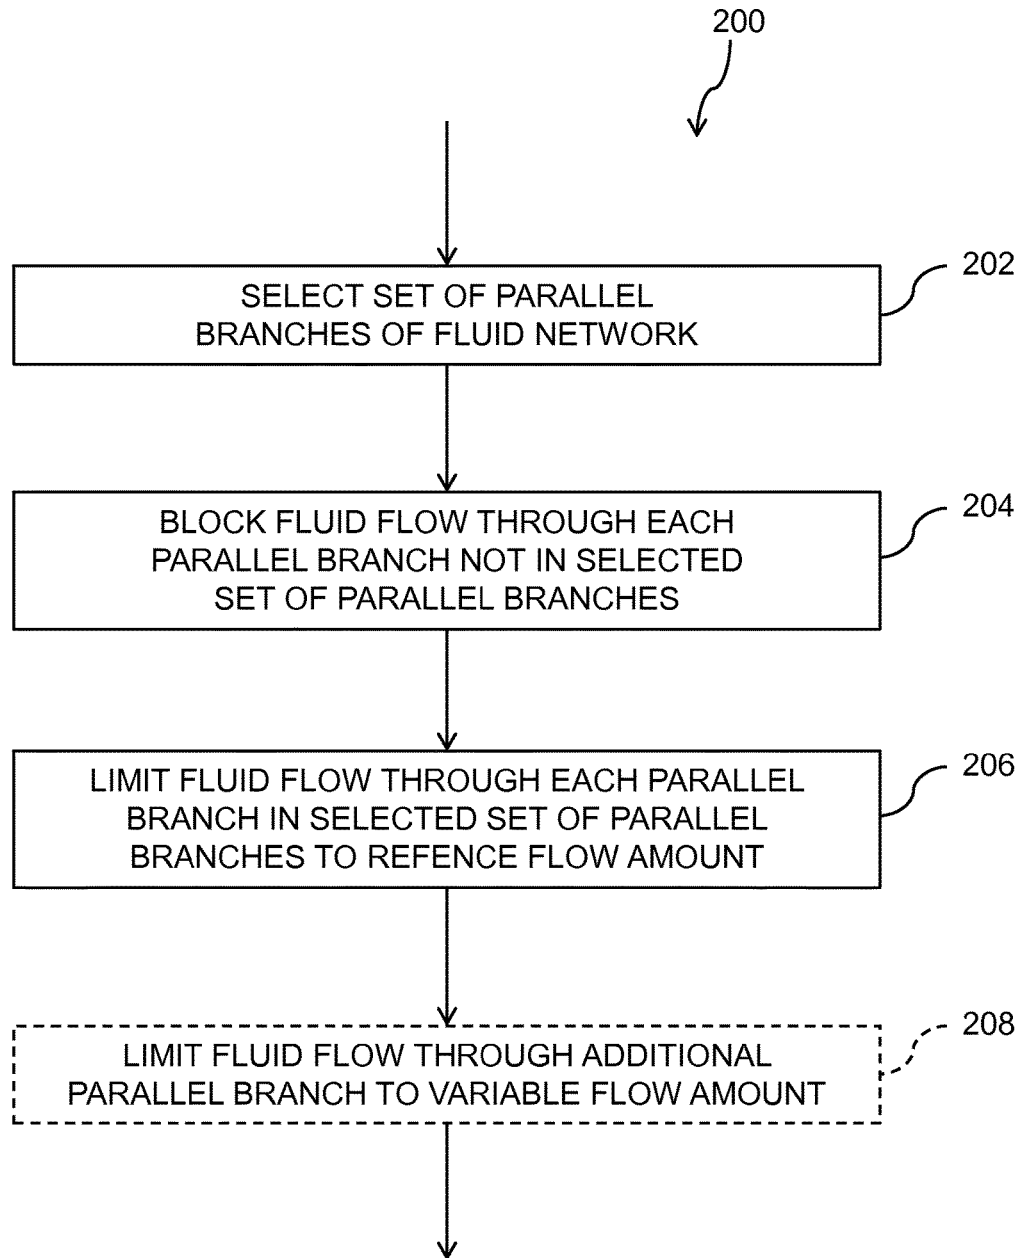 200
202
SELECT SET OF PARALLEL
BRANCHES OF FLUID NETWORK
204
BLOCK FLUID FLOW THROUGH EACH
PARALLEL BRANCH NOT IN SELECTED
SET OF PARALLEL BRANCHES
206
LIMIT FLUID FLOW THROUGH EACH PARALLEL
BRANCH IN SELECTED SET OF PARALLEL
BRANCHES TO REFENCE FLOW AMOUNT
208
LIMIT FLUID FLOW THROUGH ADDITIONAL
PARALLEL BRANCH TO VARIABLE FLOW AMOUNT